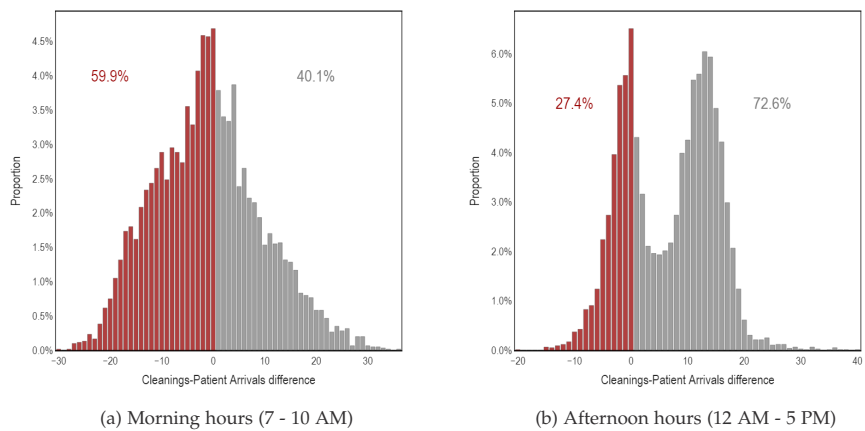 4.5%
4.0%
3.5%
3.0%
2.5%
2.0%
1.5%
1.0%
0.5%
0.0%
Proportion
59.9%
40.1%
−30 −20 −10 0 10 20 30
Cleanings-Patient Arrivals difference
(a) Morning hours (7 - 10 AM)
6.0%
5.0%
4.0%
3.0%
2.0%
1.0%
0.0%
Proportion
27.4%
72.6%
−20 −10 0 10 20 30 40
Cleanings-Patient Arrivals difference
(b) Afternoon hours (12 AM - 5 PM)